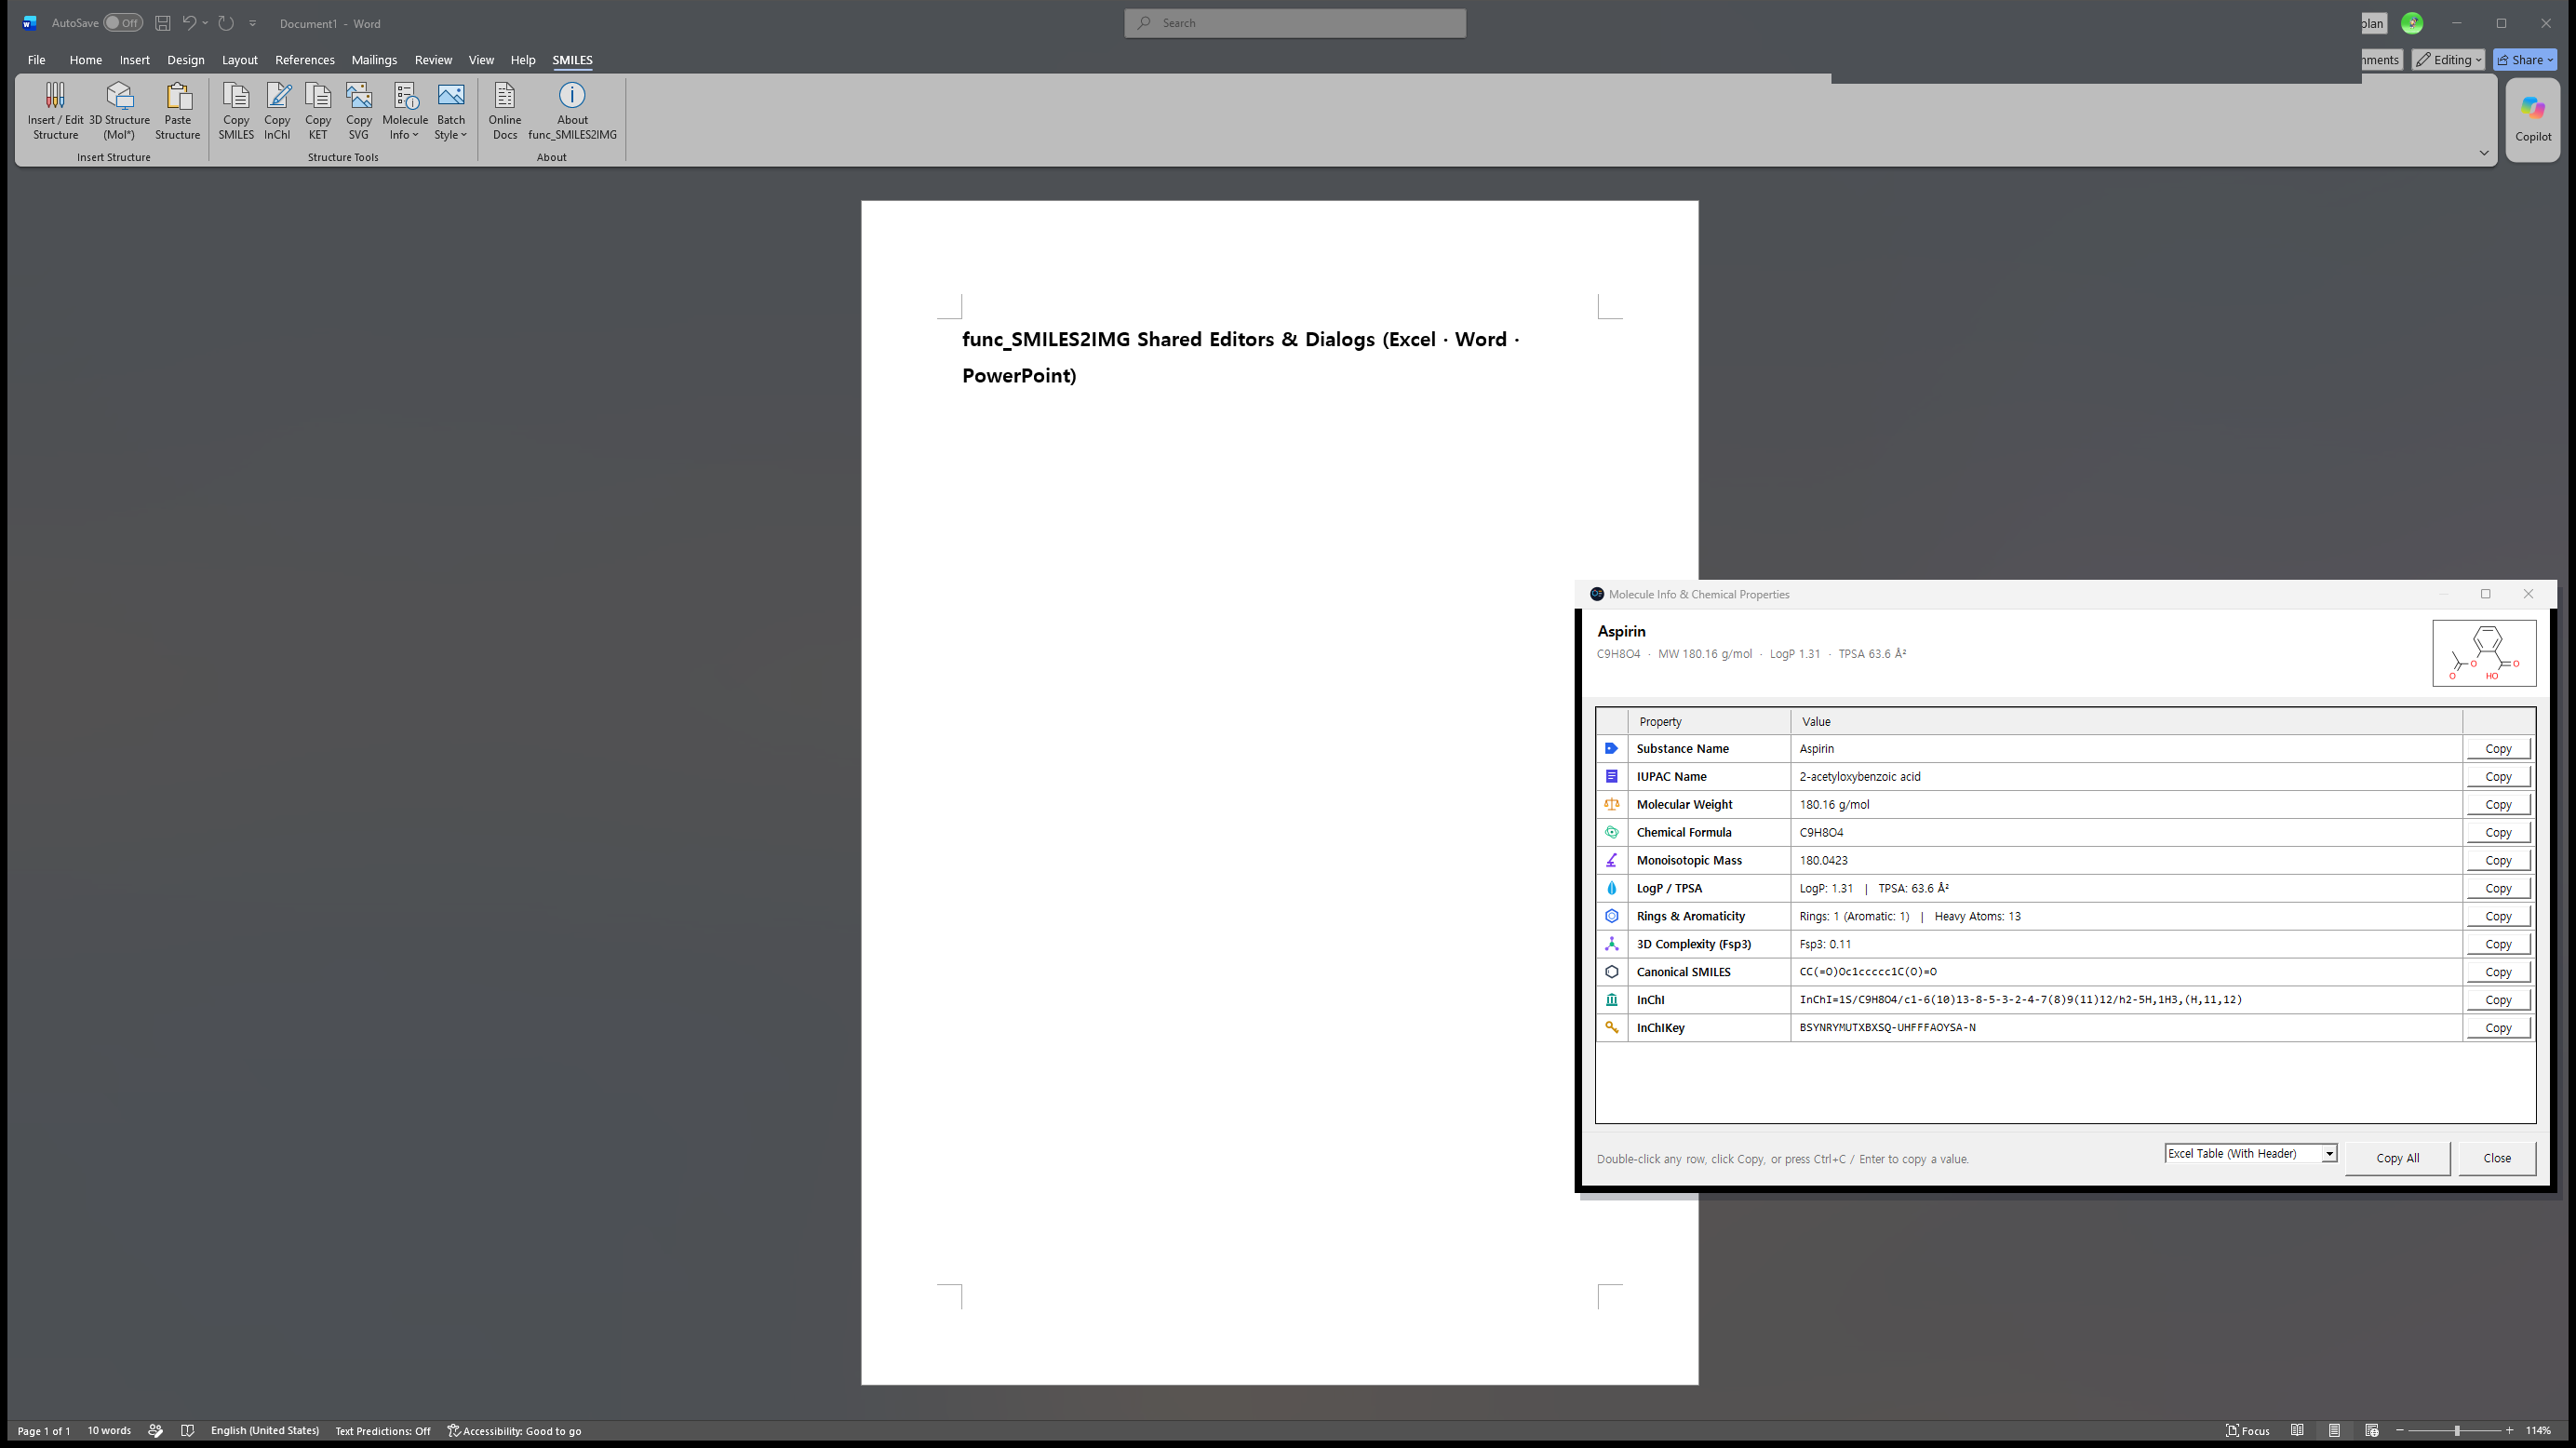 AutoSave Off Document1 - Word Search
File Home Insert Design Layout References Mailings Review View Help SMILES Editing Share
Insert / Edit Structure
3D Structure (Mol*)
Paste Structure
Copy SMILES
Copy InChI
Copy KET
Copy SVG
Molecule Info
Batch Style
Online Docs
About func_SMILES2IMG
Copilot
Insert Structure Structure Tools About
func_SMILES2IMG Shared Editors & Dialogs (Excel · Word ·
PowerPoint)
Molecule Info & Chemical Properties
Aspirin
C9H8O4 · MW 180.16 g/mol · LogP 1.31 · TPSA 63.6 Å²
O O O HO
Property Value
Substance Name Aspirin Copy
IUPAC Name 2-acetyloxybenzoic acid Copy
Molecular Weight 180.16 g/mol Copy
Chemical Formula C9H8O4 Copy
Monoisotopic Mass 180.0423 Copy
LogP / TPSA LogP: 1.31 | TPSA: 63.6 Å² Copy
Rings & Aromaticity Rings: 1 (Aromatic: 1) | Heavy Atoms: 13 Copy
3D Complexity (Fsp3) Fsp3: 0.11 Copy
Canonical SMILES CC(=O)Oc1ccccc1C(O)=O Copy
InChI InChI=1S/C9H8O4/c1-6(10)13-8-5-3-2-4-7(8)9(11)12/h2-5H,1H3,(H,11,12) Copy
InChIKey BSYNRYMUTXBXSQ-UHFFFAOYSA-N Copy
Double-click any row, click Copy, or press Ctrl+C / Enter to copy a value. Excel Table (With Header) Copy All Close
Page 1 of 1 10 words English (United States) Text Predictions: Off Accessibility: Good to go Focus 114%